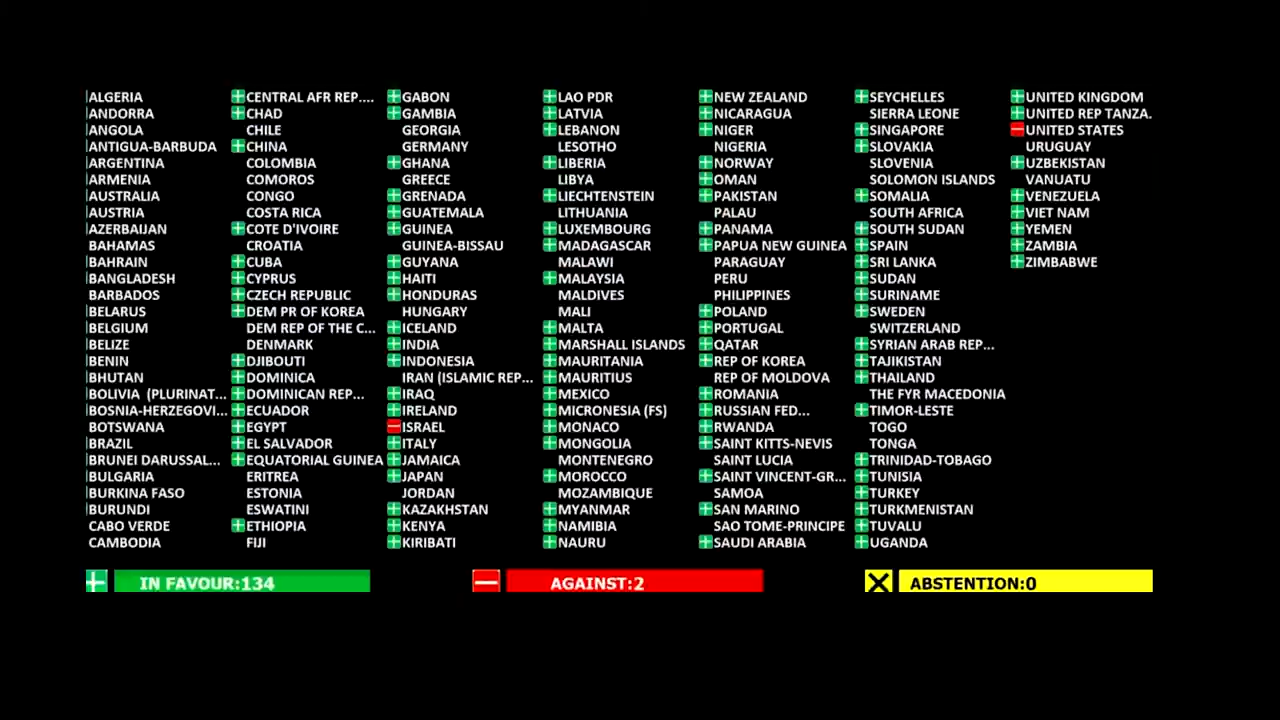 ALGERIA
ANDORRA
ANGOLA
ANTIGUA-BARBUDA
ARGENTINA
ARMENIA
AUSTRALIA
AUSTRIA
AZERBAIJAN
BAHAMAS
BAHRAIN
BANGLADESH
BARBADOS
BELARUS
BELGIUM
BELIZE
BENIN
BHUTAN
BOLIVIA (PLURINAT...
BOSNIA-HERZEGOVI...
BOTSWANA
BRAZIL
BRUNEI DARUSSAL...
BULGARIA
BURKINA FASO
BURUNDI
CABO VERDE
CAMBODIA
CENTRAL AFR REP....
CHAD
CHILE
CHINA
COLOMBIA
COMOROS
CONGO
COSTA RICA
COTE D'IVOIRE
CROATIA
CUBA
CYPRUS
CZECH REPUBLIC
DEM PR OF KOREA
DEM REP OF THE C...
DENMARK
DJIBOUTI
DOMINICA
DOMINICAN REP...
ECUADOR
EGYPT
EL SALVADOR
EQUATORIAL GUINEA
ERITREA
ESTONIA
ESWATINI
ETHIOPIA
FIJI
GABON
GAMBIA
GEORGIA
GERMANY
GHANA
GREECE
GRENADA
GUATEMALA
GUINEA
GUINEA-BISSAU
GUYANA
HAITI
HONDURAS
HUNGARY
ICELAND
INDIA
INDONESIA
IRAN (ISLAMIC REP...
IRAQ
IRELAND
ISRAEL
ITALY
JAMAICA
JAPAN
JORDAN
KAZAKHSTAN
KENYA
KIRIBATI
LAO PDR
LATVIA
LEBANON
LESOTHO
LIBERIA
LIBYA
LIECHTENSTEIN
LITHUANIA
LUXEMBOURG
MADAGASCAR
MALAWI
MALAYSIA
MALDIVES
MALI
MALTA
MARSHALL ISLANDS
MAURITANIA
MAURITIUS
MEXICO
MICRONESIA (FS)
MONACO
MONGOLIA
MONTENEGRO
MOROCCO
MOZAMBIQUE
MYANMAR
NAMIBIA
NAURU
NEW ZEALAND
NICARAGUA
NIGER
NIGERIA
NORWAY
OMAN
PAKISTAN
PALAU
PANAMA
PAPUA NEW GUINEA
PARAGUAY
PERU
PHILIPPINES
POLAND
PORTUGAL
QATAR
REP OF KOREA
REP OF MOLDOVA
ROMANIA
RUSSIAN FED...
RWANDA
SAINT KITTS-NEVIS
SAINT LUCIA
SAINT VINCENT-GR...
SAMOA
SAN MARINO
SAO TOME-PRINCIPE
SAUDI ARABIA
SEYCHELLES
SIERRA LEONE
SINGAPORE
SLOVAKIA
SLOVENIA
SOLOMON ISLANDS
SOMALIA
SOUTH AFRICA
SOUTH SUDAN
SPAIN
SRI LANKA
SUDAN
SURINAME
SWEDEN
SWITZERLAND
SYRIAN ARAB REP...
TAJIKISTAN
THAILAND
THE FYR MACEDONIA
TIMOR-LESTE
TOGO
TONGA
TRINIDAD-TOBAGO
TUNISIA
TURKEY
TURKMENISTAN
TUVALU
UGANDA
UNITED KINGDOM
UNITED REP TANZA.
UNITED STATES
URUGUAY
UZBEKISTAN
VANUATU
VENEZUELA
VIET NAM
YEMEN
ZAMBIA
ZIMBABWE
IN FAVOUR:134
AGAINST:2
ABSTENTION:0